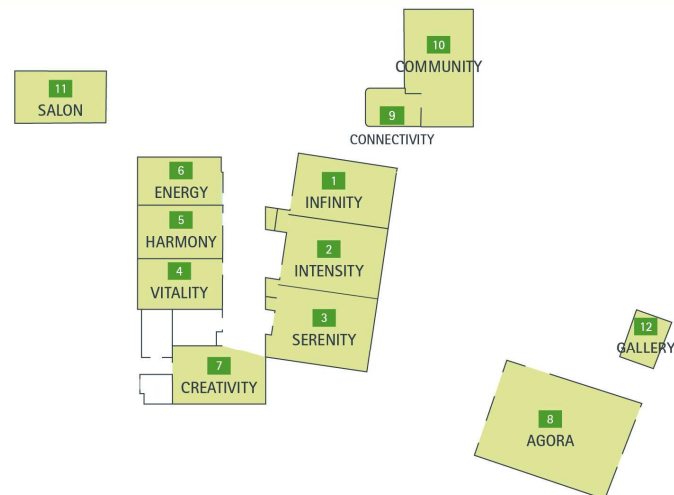 10
COMMUNITY
11
SALON
9
CONNECTIVITY
6
ENERGY
1
INFINITY
5
HARMONY
2
INTENSITY
4
VITALITY
3
SERENITY
12
GALLERY
7
CREATIVITY
8
AGORA